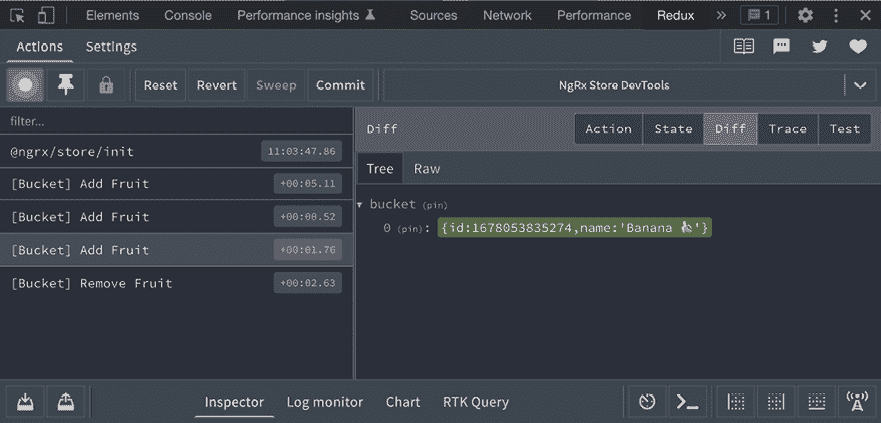 Elements Console Performance insights Sources Network Performance Redux » 1
Actions Settings
Reset Revert Sweep Commit NgRx Store DevTools
filter... Diff Action State Diff Trace Test
@ngrx/store/init 11:03:47.86
[Bucket] Add Fruit +00:05.11
[Bucket] Add Fruit +00:08.52
[Bucket] Add Fruit +00:01.76
[Bucket] Remove Fruit +00:02.63
Tree Raw
bucket (pin)
0 (pin): {id:1678053835274,name:'Banana 🍌'}
Inspector Log monitor Chart RTK Query